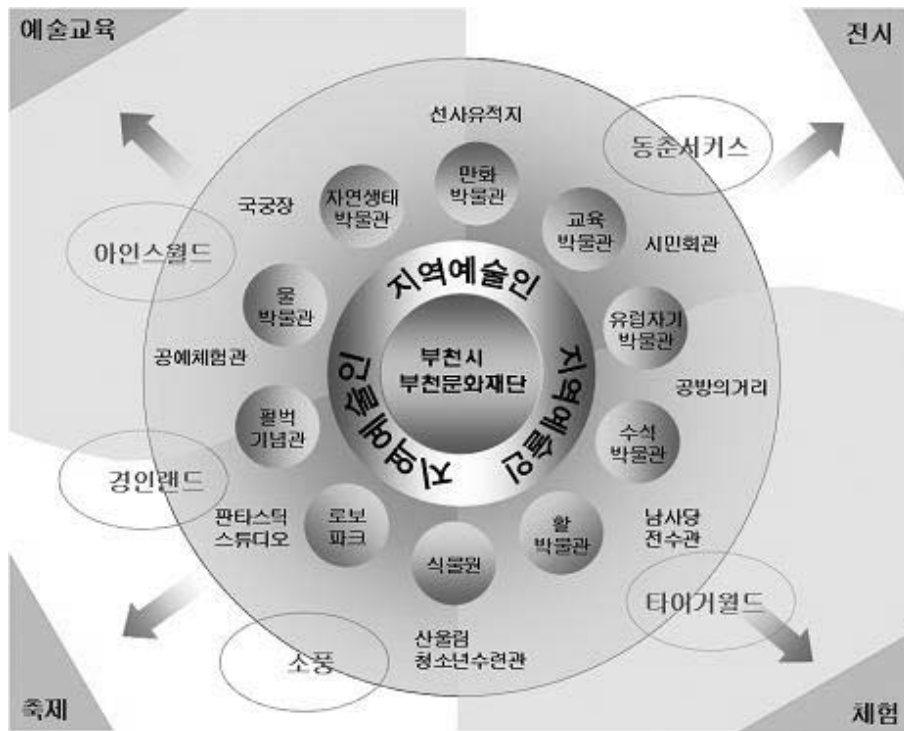 예술교육
전시
선사유적지
동춘서커스
만화
박물관
자연생태
박물관
국궁장
교육
박물관
시민회관
아인스월드
지역예술인
물
박물관
유럽자기
박물관
공예체험관
부천시
부천문화재단
지역예술인
지역예술인
공방의거리
펄벅
기념관
수석
박물관
경인랜드
판타스틱
스튜디오
로보
파크
활
박물관
남사당
전수관
식물원
타이거월드
소풍
산울림
청소년수련관
축제
체험